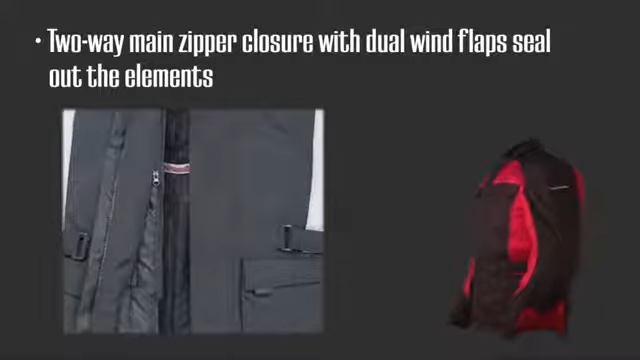 • Two-way main zipper closure with dual wind flaps seal
out the elements